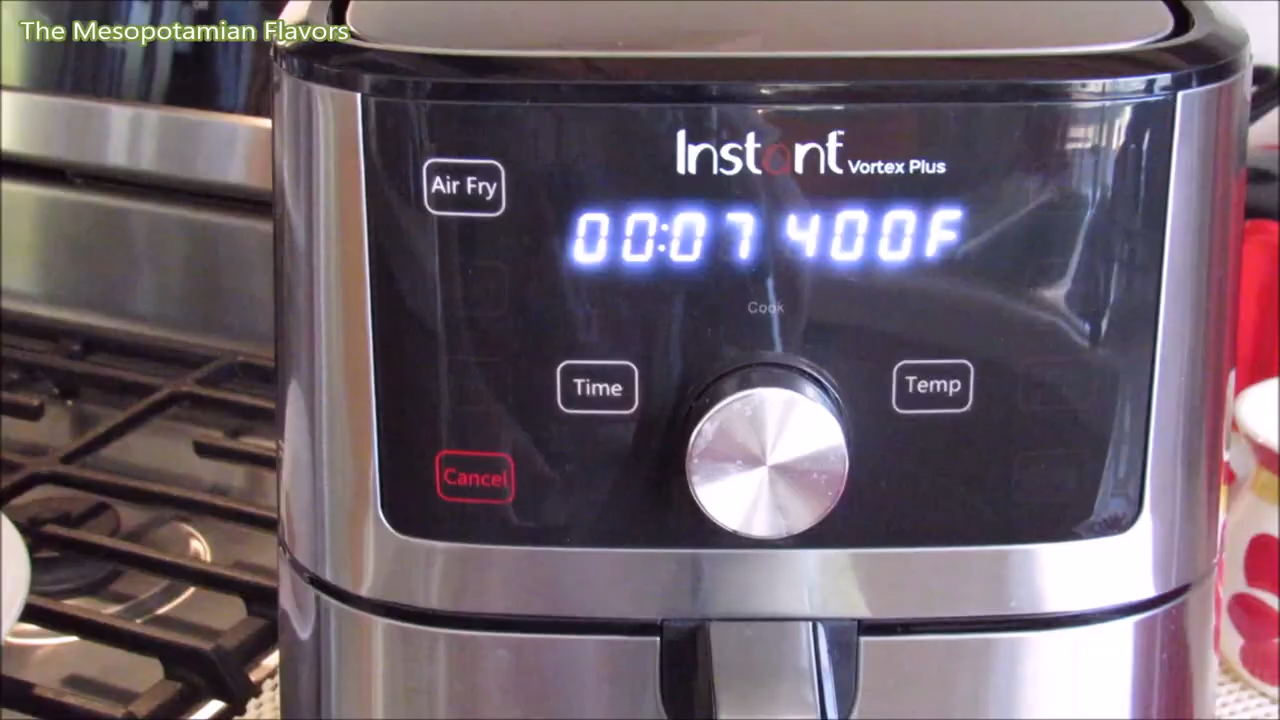 The Mesopotamian Flavors
Instant Vortex Plus
Air Fry
00:07 400F
Cook
Time
Temp
Cancel